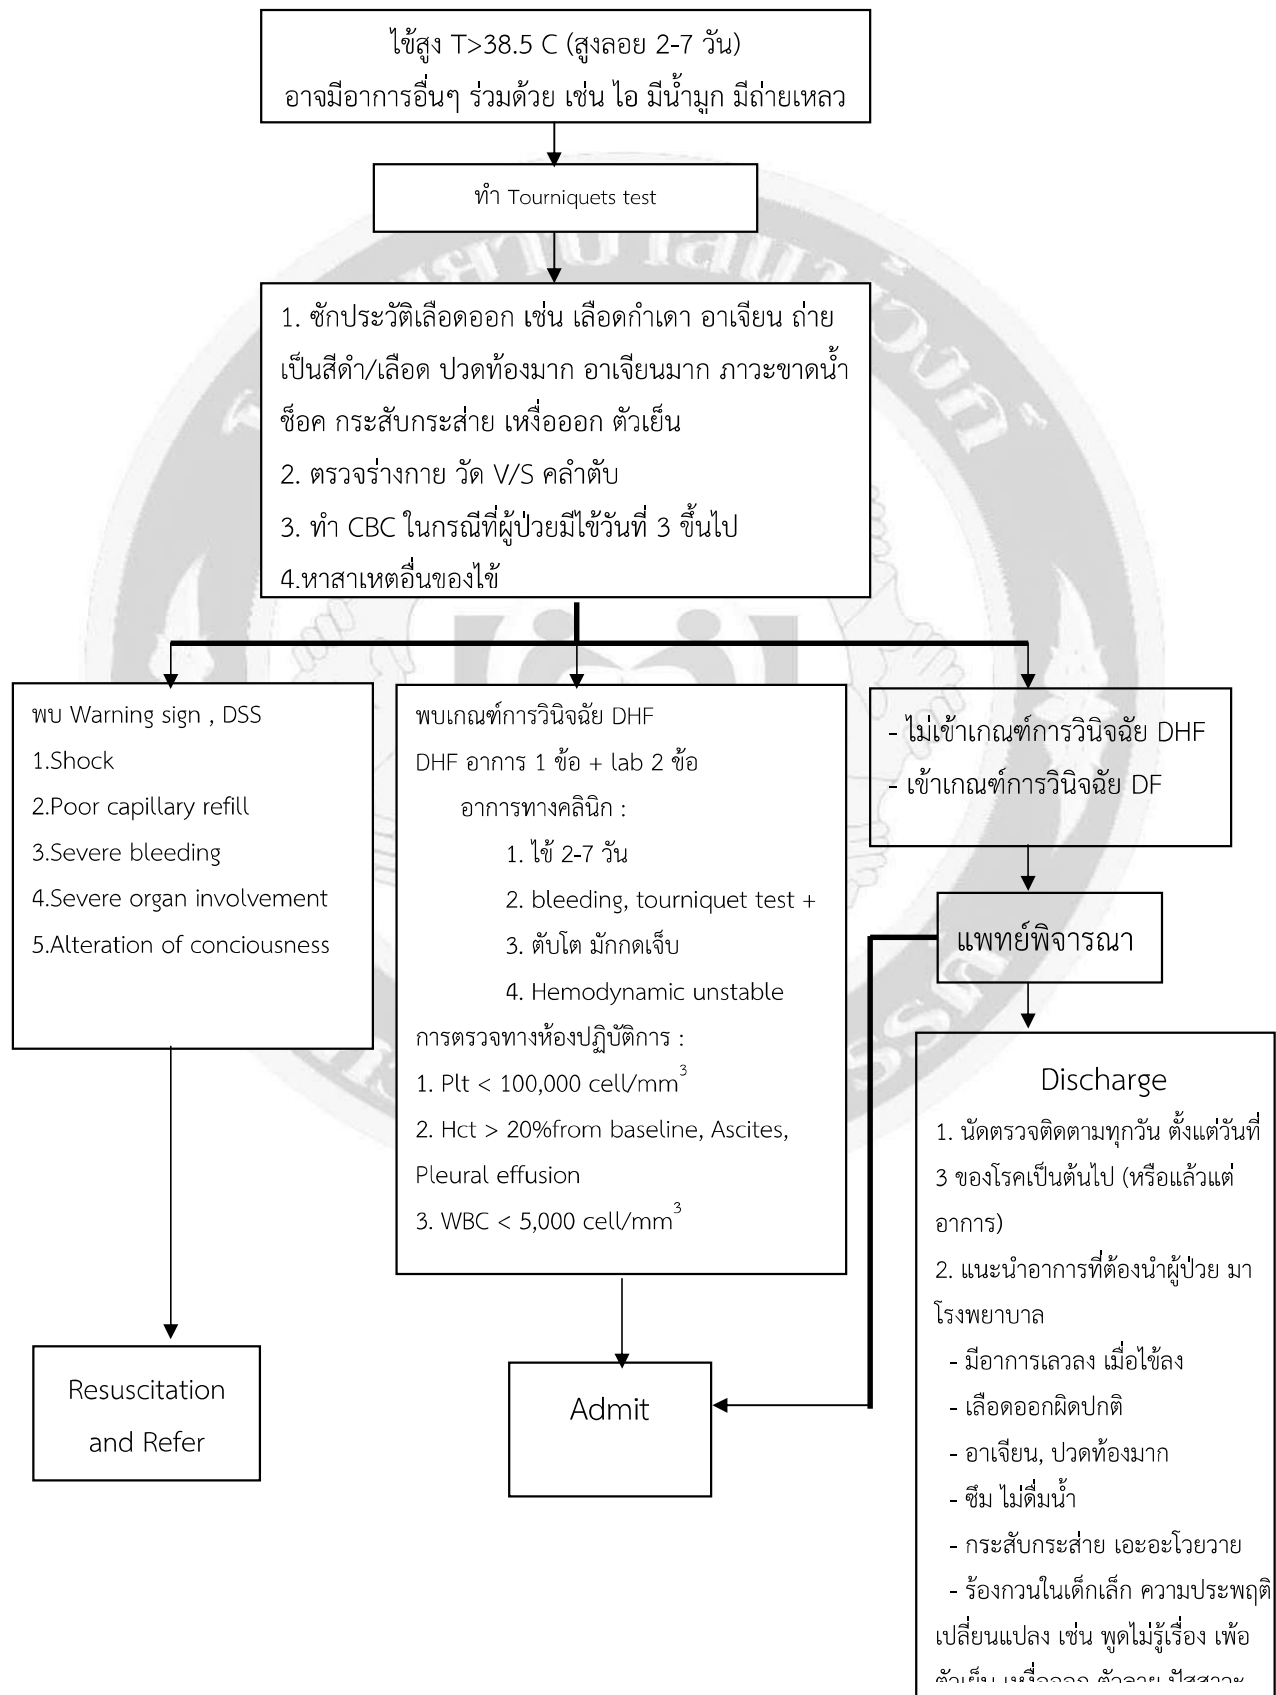 ไข้สูง T>38.5 C (สูงลอย 2-7 วัน)
อาจมีอาการอื่นๆ ร่วมด้วย เช่น ไอ มีน้ำมูก มีถ่ายเหลว
ทำ Tourniquets test
1. ซักประวัติเลือดออก เช่น เลือดกำเดา อาเจียน ถ่าย
เป็นสีดำ/เลือด ปวดท้องมาก อาเจียนมาก ภาวะขาดน้ำ
ช็อค กระสับกระส่าย เหงื่อออก ตัวเย็น
2. ตรวจร่างกาย วัด V/S คลำตับ
3. ทำ CBC ในกรณีที่ผู้ป่วยมีไข้วันที่ 3 ขึ้นไป
4.หาสาเหตอื่นของไข้
พบ Warning sign , DSS
1.Shock
2.Poor capillary refill
3.Severe bleeding
4.Severe organ involvement
5.Alteration of conciousness
พบเกณฑ์การวินิจฉัย DHF
DHF อาการ 1 ข้อ + lab 2 ข้อ
อาการทางคลินิก :
1. ไข้ 2-7 วัน
2. bleeding, tourniquet test +
3. ตับโต มักกดเจ็บ
4. Hemodynamic unstable
การตรวจทางห้องปฏิบัติการ :
1. Plt < 100,000 cell/mm³
2. Hct > 20%from baseline, Ascites,
Pleural effusion
3. WBC < 5,000 cell/mm³
- ไม่เข้าเกณฑ์การวินิจฉัย DHF
- เข้าเกณฑ์การวินิจฉัย DF
แพทย์พิจารณา
Discharge
1. นัดตรวจติดตามทุกวัน ตั้งแต่วันที่
3 ของโรคเป็นต้นไป (หรือแล้วแต่
อาการ)
2. แนะนำอาการที่ต้องนำผู้ป่วย มา
โรงพยาบาล
- มีอาการเลวลง เมื่อไข้ลง
- เลือดออกผิดปกติ
- อาเจียน, ปวดท้องมาก
- ซึม ไม่ดื่มน้ำ
- กระสับกระส่าย เอะอะโวยวาย
- ร้องกวนในเด็กเล็ก ความประพฤติ
เปลี่ยนแปลง เช่น พูดไม่รู้เรื่อง เพ้อ
ตัวเย็น เหงื่อออก ตัวลาย ปัสสาวะ
Resuscitation
and Refer
Admit